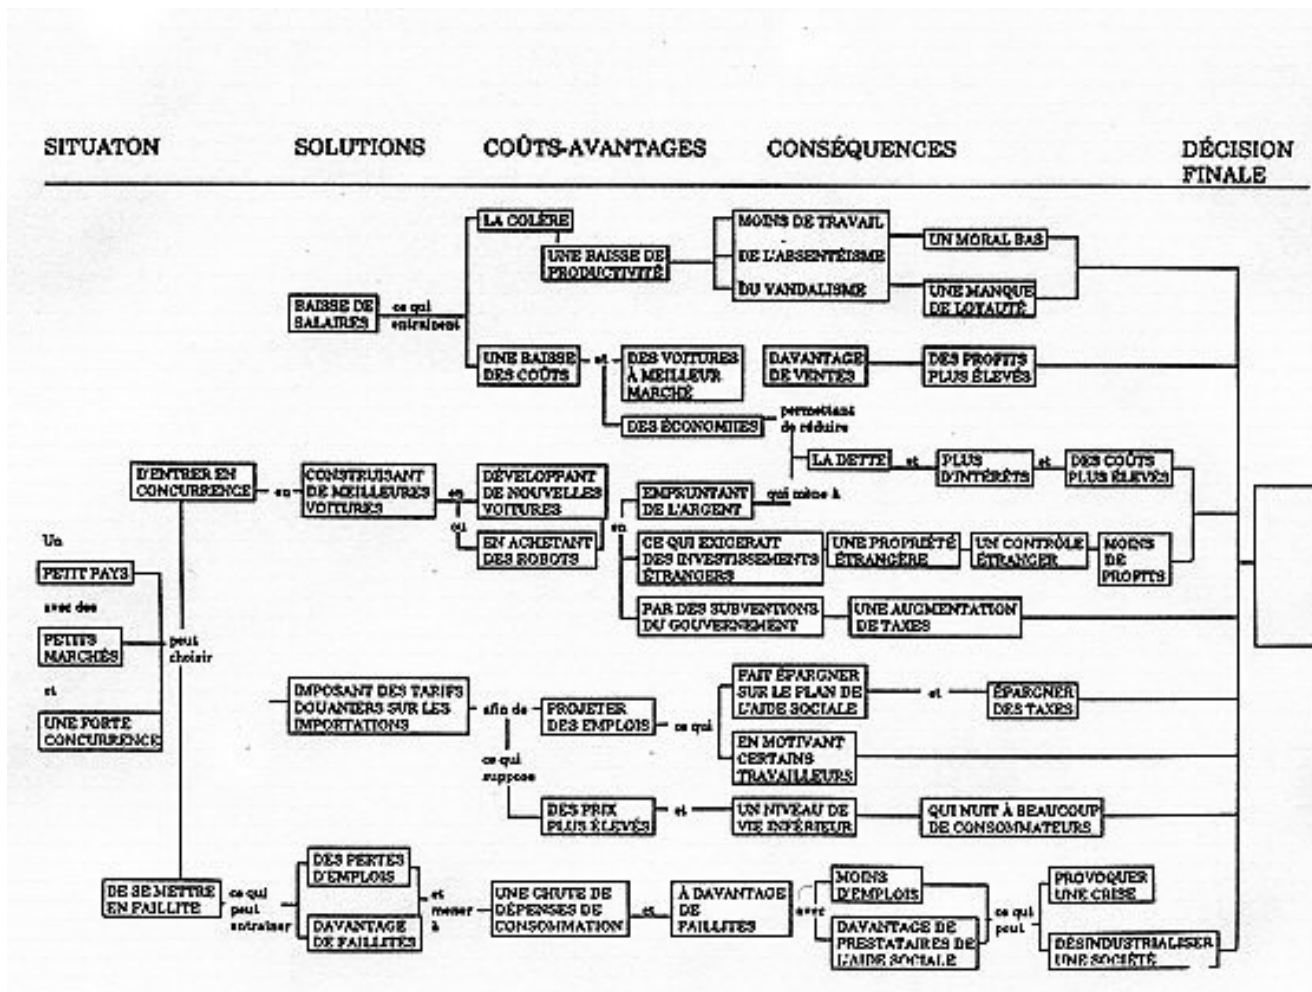 SITUATON
SOLUTIONS
COÛTS-AVANTAGES
CONSÉQUENCES
DÉCISION
FINALE
LA COLÈRE
UNE BAISSE DE
PRODUCTIVITÉ
MOINS DE TRAVAIL
DE L'ABSENTÉISME
DU VANDALISME
UN MORAL BAS
UNE MANQUE
DE LOYAUTÉ
BAISSE DE
SALAIRES
ce qui
entraînent
UNE BAISSE
DES COÛTS
et
DES VOITURES
À MEILLEUR
MARCHÉ
DAVANTAGE
DE VENTES
DES PROFITS
PLUS ÉLEVÉS
DES ÉCONOMIES
permettant
de réduire
LA DETTE
et
PLUS
D'INTÉRÊTS
et
DES COÛTS
PLUS ÉLEVÉS
D'ENTRER EN
CONCURRENCE
en
CONSTRUISANT
DE MEILLEURES
VOITURES
en
ou
DÉVELOPPANT
DE NOUVELLES
VOITURES
EN ACHETANT
DES ROBOTS
en
EMPRUNTANT
DE L'ARGENT
qui mène à
CE QUI EXIGERAIT
DES INVESTISSEMENTS
ÉTRANGERS
UNE PROPRIÉTÉ
ÉTRANGÈRE
UN CONTRÔLE
ÉTRANGER
MOINS
DE
PROFITS
PAR DES SUBVENTIONS
DU GOUVERNEMENT
UNE AUGMENTATION
DE TAXES
Un
PETIT PAYS
avec des
PETITS
MARCHÉS
et
UNE FORTE
CONCURRENCE
peut
choisir
IMPOSANT DES TARIFS
DOUANIERS SUR LES
IMPORTATIONS
afin de
PROJETER
DES EMPLOIS
ce qui
FAIT ÉPARGNER
SUR LE PLAN DE
L'AIDE SOCIALE
et
ÉPARGNER
DES TAXES
EN MOTIVANT
CERTAINS
TRAVAILLEURS
ce qui
suppose
DES PRIX
PLUS ÉLEVÉS
et
UN NIVEAU DE
VIE INFÉRIEUR
QUI NUIT À BEAUCOUP
DE CONSOMMATEURS
DE SE METTRE
EN FAILLITE
ce qui
peut
entraîner
DES PERTES
D'EMPLOIS
DAVANTAGE
DE FAILLITES
et
mener
à
UNE CHUTE DE
DÉPENSES DE
CONSOMMATION
et
À DAVANTAGE
DE
FAILLITES
avec
MOINS
D'EMPLOIS
DAVANTAGE DE
PRESTATAIRES DE
L'AIDE SOCIALE
ce qui
peut
PROVOQUER
UNE CRISE
DÉSINDUSTRIALISER
UNE SOCIÉTÉ